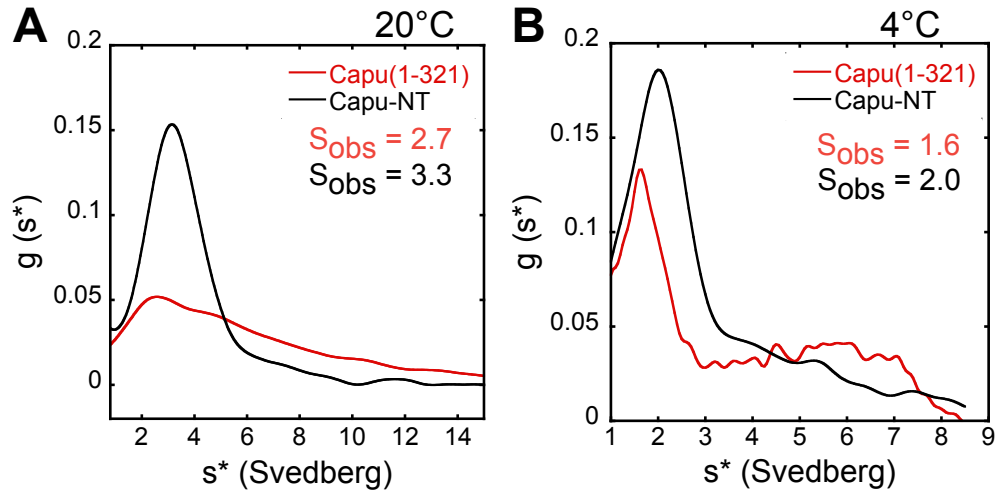 A
20°C
0.2
0.15
0.1
0.05
0
g (s*)
Capu(1-321)
Capu-NT
Sobs = 2.7
Sobs = 3.3
2 4 6 8 10 12 14
s* (Svedberg)
B
4°C
0.2
0.15
0.1
0.05
0
g (s*)
Capu(1-321)
Capu-NT
Sobs = 1.6
Sobs = 2.0
1 2 3 4 5 6 7 8 9
s* (Svedberg)